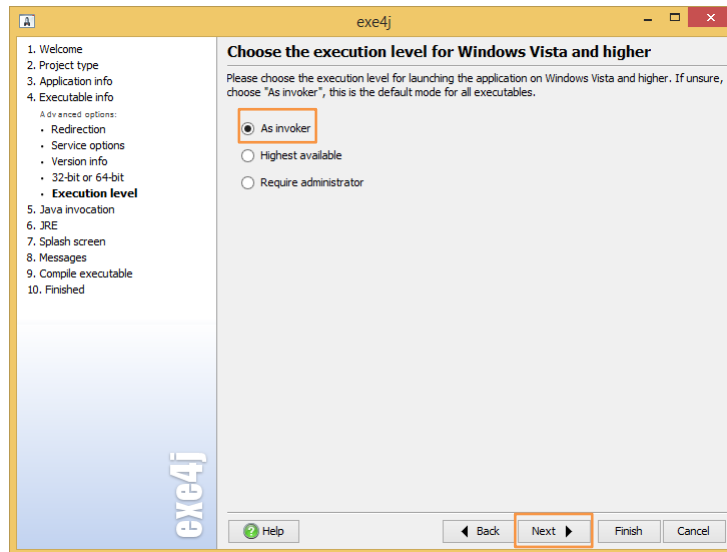 exe4j
1. Welcome
2. Project type
3. Application info
4. Executable info
Advanced options:
• Redirection
• Service options
• Version info
• 32-bit or 64-bit
• Execution level
5. Java invocation
6. JRE
7. Splash screen
8. Messages
9. Compile executable
10. Finished
exe4j
Choose the execution level for Windows Vista and higher
Please choose the execution level for launching the application on Windows Vista and higher. If unsure,
choose "As invoker", this is the default mode for all executables.
As invoker
Highest available
Require administrator
Help
Back
Next
Finish
Cancel